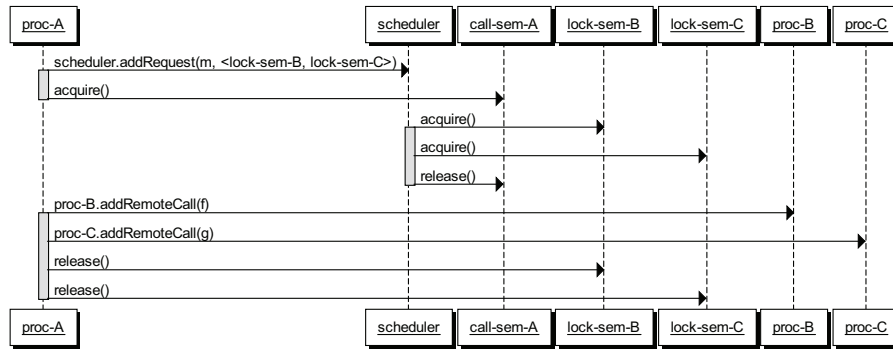 proc-A scheduler call-sem-A lock-sem-B lock-sem-C proc-B proc-C
scheduler.addRequest(m, <lock-sem-B, lock-sem-C>)
acquire()
acquire()
acquire()
release()
proc-B.addRemoteCall(f)
proc-C.addRemoteCall(g)
release()
release()
proc-A scheduler call-sem-A lock-sem-B lock-sem-C proc-B proc-C